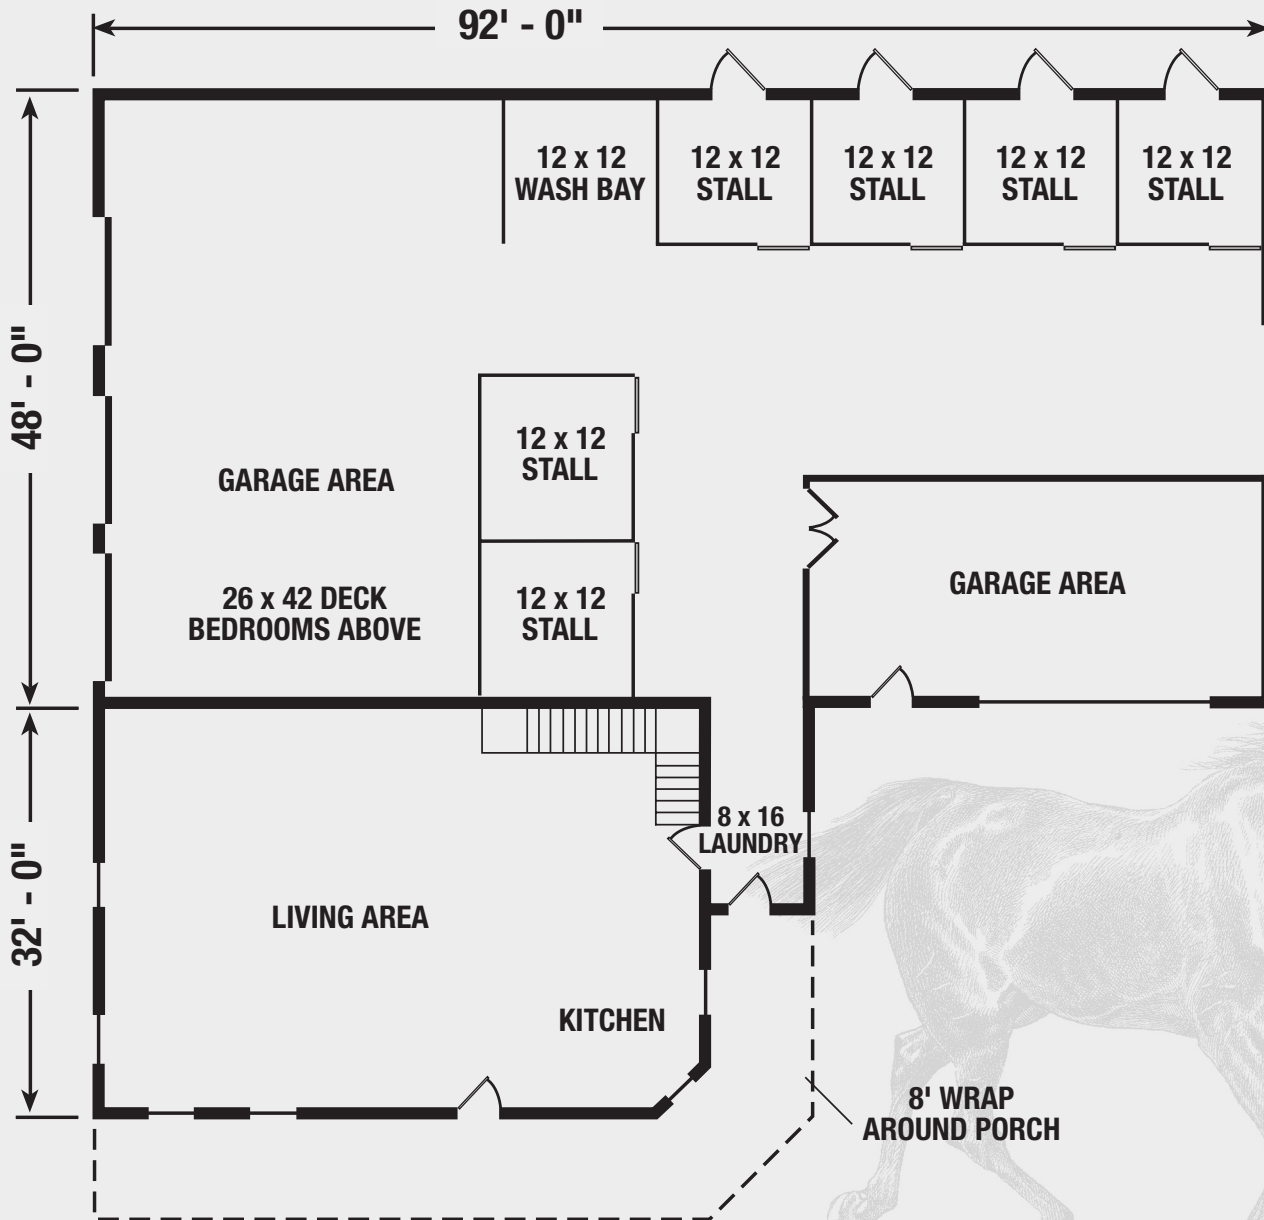 92' - 0"
12 x 12
WASH BAY
12 x 12
STALL
12 x 12
STALL
12 x 12
STALL
12 x 12
STALL
48' - 0"
12 x 12
STALL
GARAGE AREA
GARAGE AREA
26 x 42 DECK
BEDROOMS ABOVE
12 x 12
STALL
8 x 16
LAUNDRY
32' - 0"
LIVING AREA
KITCHEN
8' WRAP
AROUND PORCH